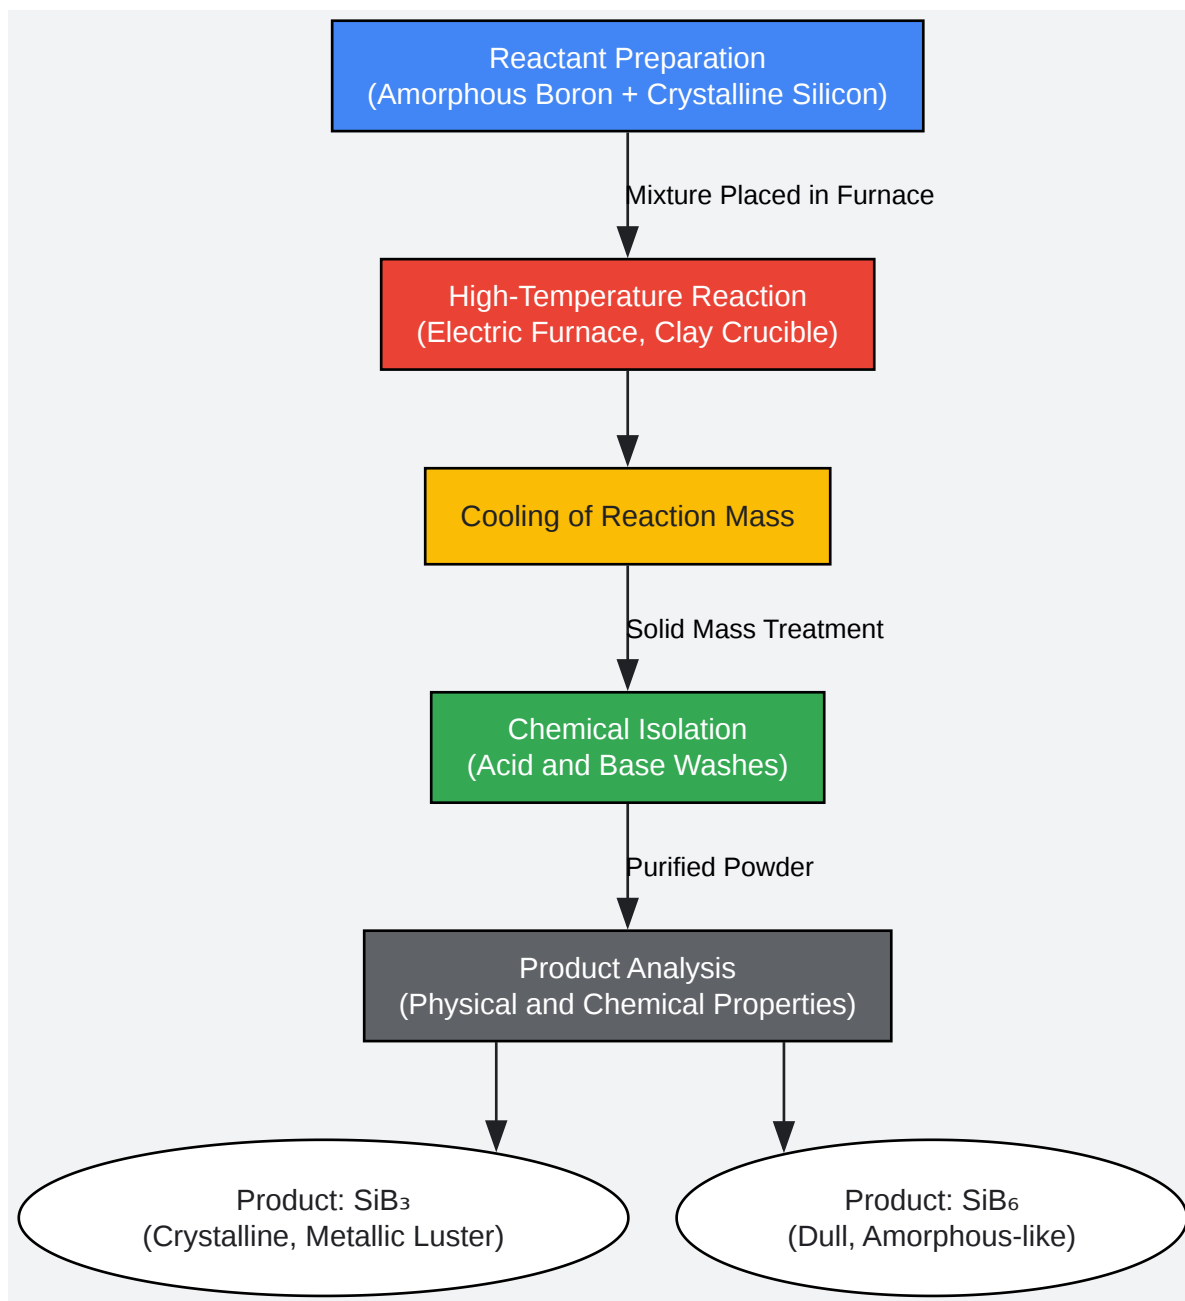 Reactant Preparation
(Amorphous Boron + Crystalline Silicon)
Mixture Placed in Furnace
High-Temperature Reaction
(Electric Furnace, Clay Crucible)
Cooling of Reaction Mass
Solid Mass Treatment
Chemical Isolation
(Acid and Base Washes)
Purified Powder
Product Analysis
(Physical and Chemical Properties)
Product: SiB₃
(Crystalline, Metallic Luster)
Product: SiB₆
(Dull, Amorphous-like)